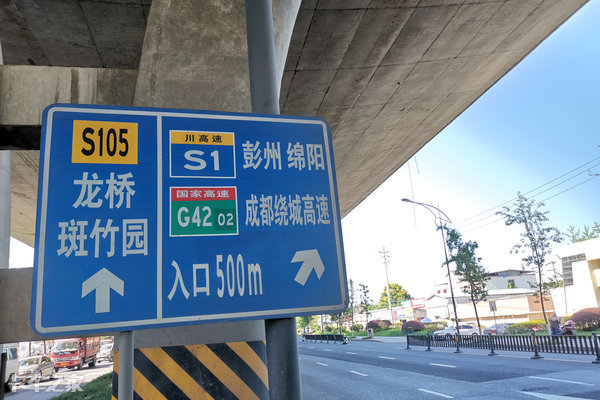 S105
龙桥
斑竹园
川高速
S1
彭州 绵阳
国家高速
G42 02
成都绕城高速
入口 500m